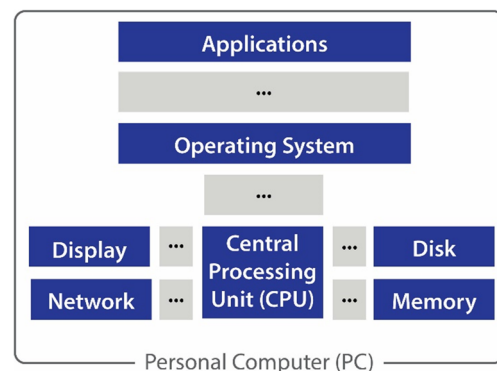 Applications
...
Operating System
...
Display
...
Central
Processing
Unit (CPU)
...
Disk
Network
...
...
Memory
Personal Computer (PC)